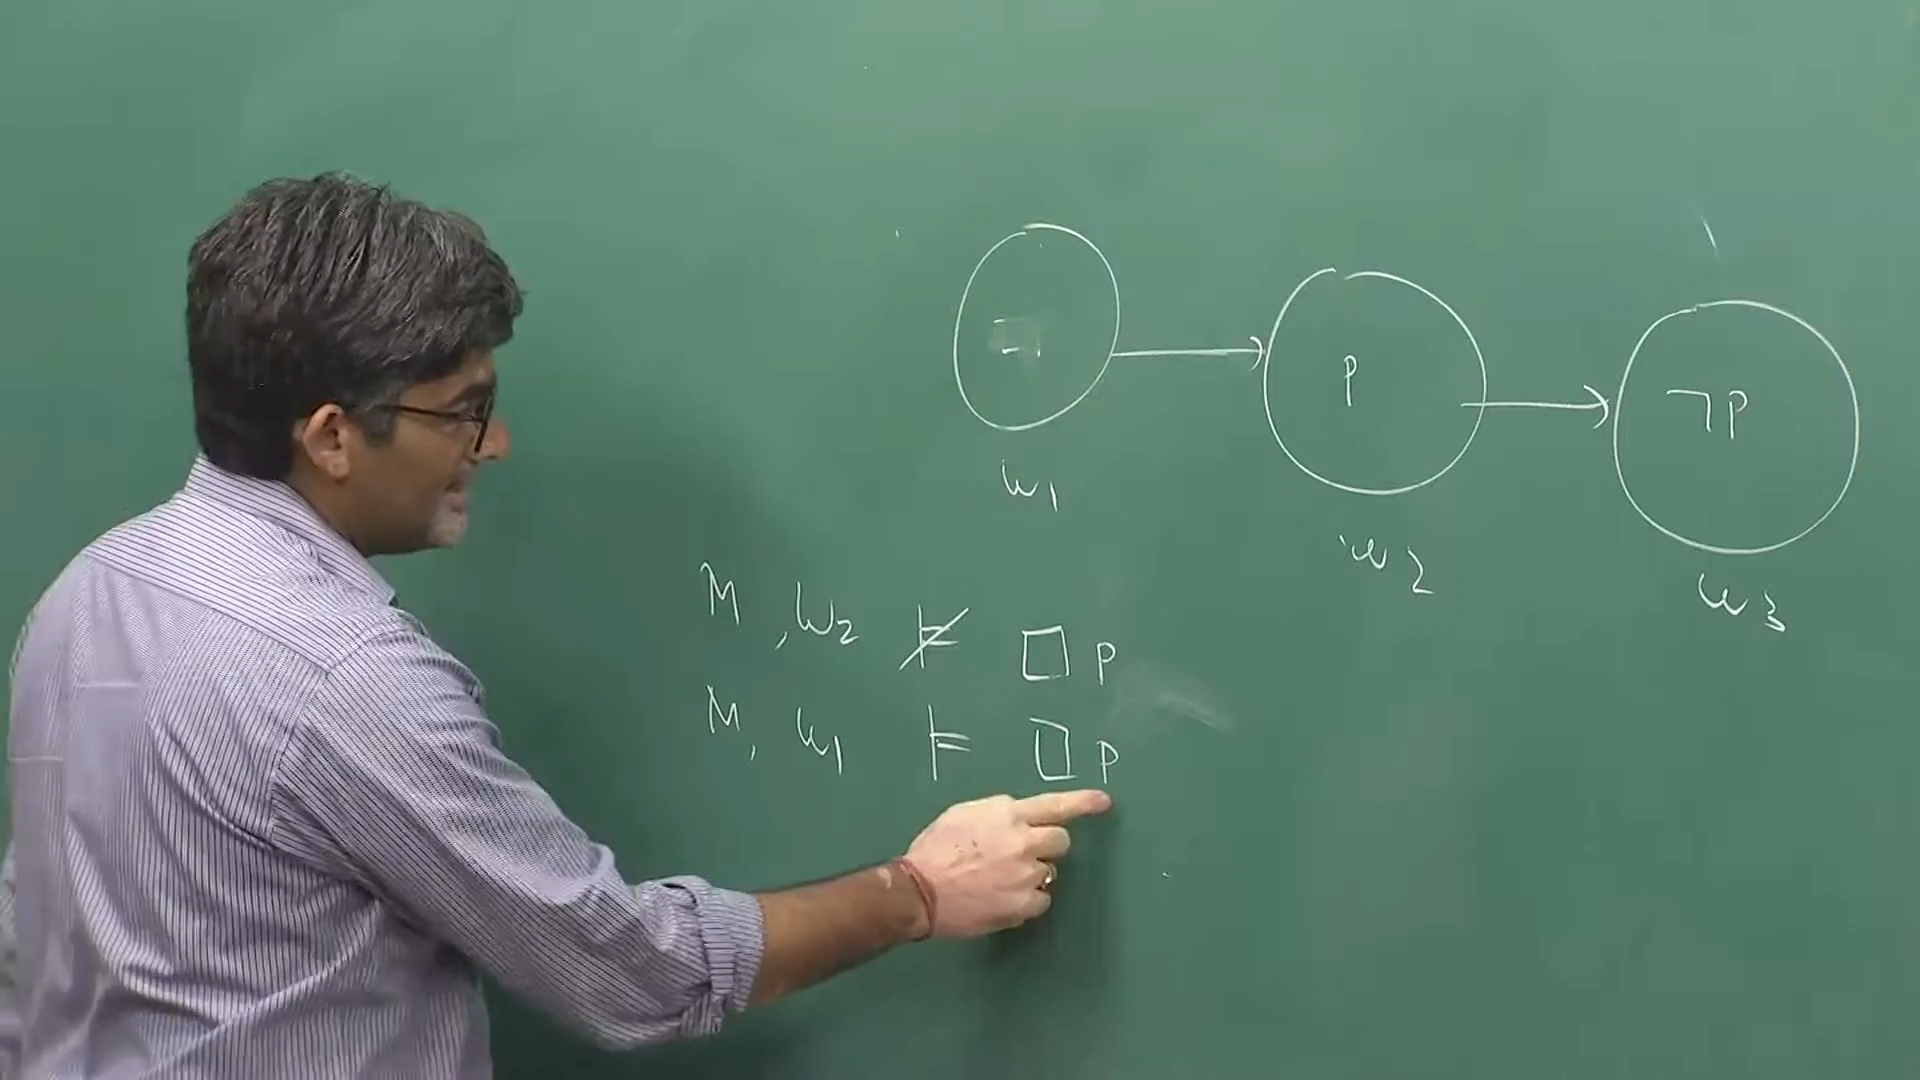 P
¬P
w1
w2
w3
M, w2 ⊭ □ p
M, w1 ⊨ □ p